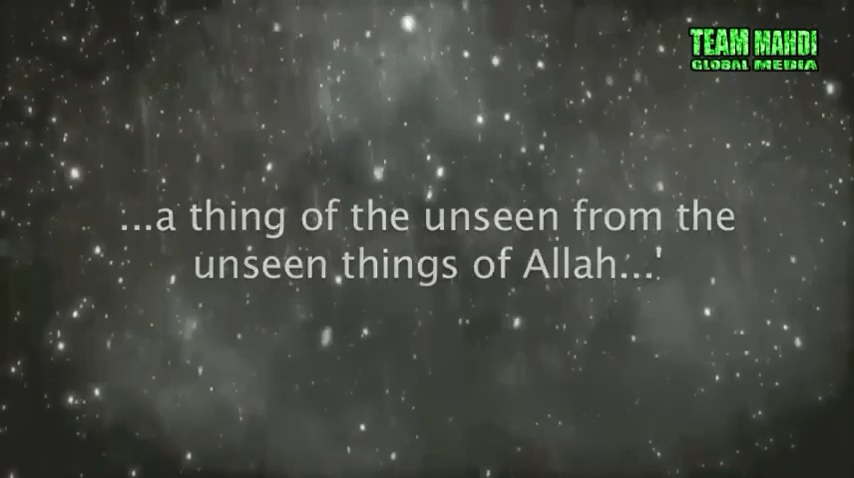 TEAM MAHDI
GLOBAL MEDIA
...a thing of the unseen from the
unseen things of Allah...'